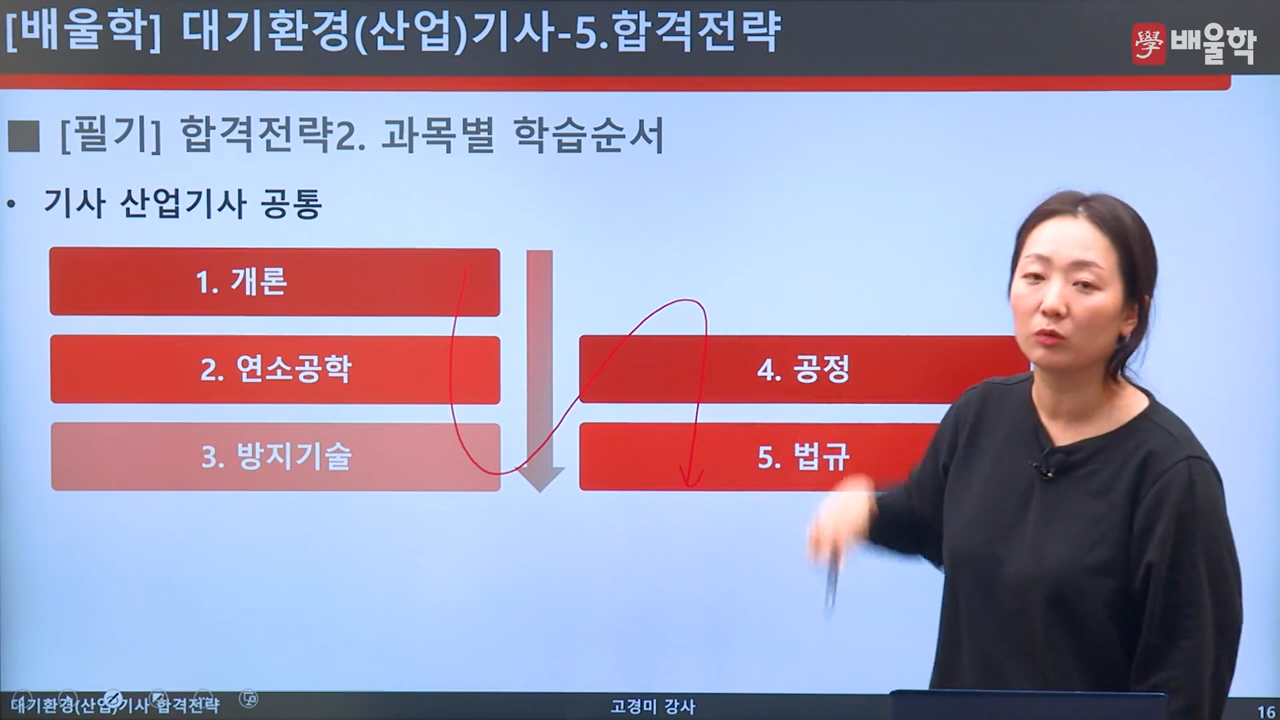 [배울학] 대기환경(산업)기사-5.합격전략
學 배울학
■ [필기] 합격전략2. 과목별 학습순서
• 기사 산업기사 공통
1. 개론
2. 연소공학
3. 방지기술
4. 공정
5. 법규
대기환경(산업)기사 합격전략
고경미 강사
16